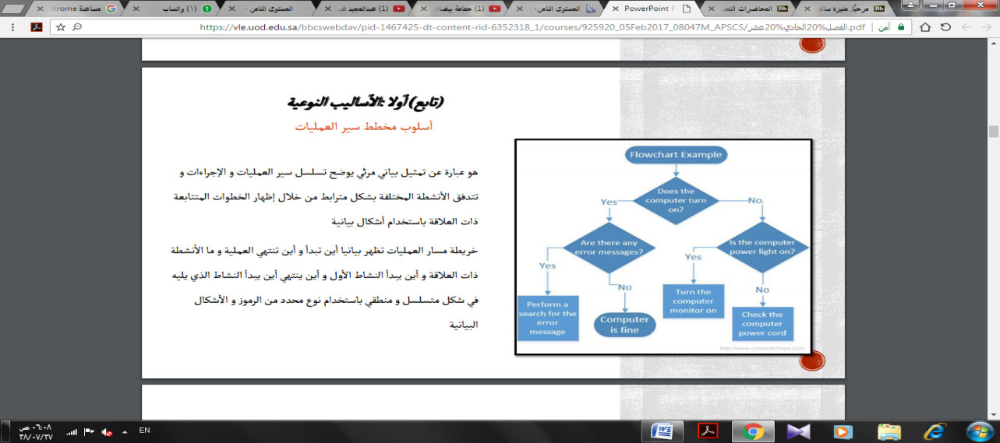 مساعدة Chrome
(١) واتساب
المستوى الثامن -
(1) عبدالمجيد عبـ
(1) حمامة بيضاء
المستوى الثامن-
PowerPoint P
المحاضرات النصـ
مرحبًا, منيره سالـ
https://vle.uod.edu.sa/bbcswebdav/pid-1467425-dt-content-rid-6352318_1/courses/925920_05Feb2017_08047M_APSCS/الفصل%20الحادي%20عشر.pdf
آمن
(تابع) أولا :الأساليب النوعية
أسلوب مخطط سير العمليات
هو عبارة عن تمثيل بياني مرئي يوضح تسلسل سير العمليات و الإجراءات و
تتدفق الأنشطة المختلفة بشكل مترابط من خلال إظهار الخطوات المتتابعة
ذات العلاقة باستخدام أشكال بيانية
خريطة مسار العمليات تظهر بيانيا أين تبدأ و أين تنتهي العملية و ما الأنشطة
ذات العلاقة و أين يبدأ النشاط الأول و أين ينتهي أين يبدأ النشاط الذي يليه
في شكل متسلسل و منطقي باستخدام نوع محدد من الرموز و الأشكال
البيانية
Flowchart Example
Does the
computer turn
on?
Yes
No
Are there any
error messages?
Is the computer
power light on?
Yes
No
Yes
No
Perform a
search for the
error
message
Computer
is fine
Turn the
computer
monitor on
Check the
computer
power cord
http://www.computerhope.com
٠٦:٠٨ ص
٣٨/٠٧/٢٧
EN